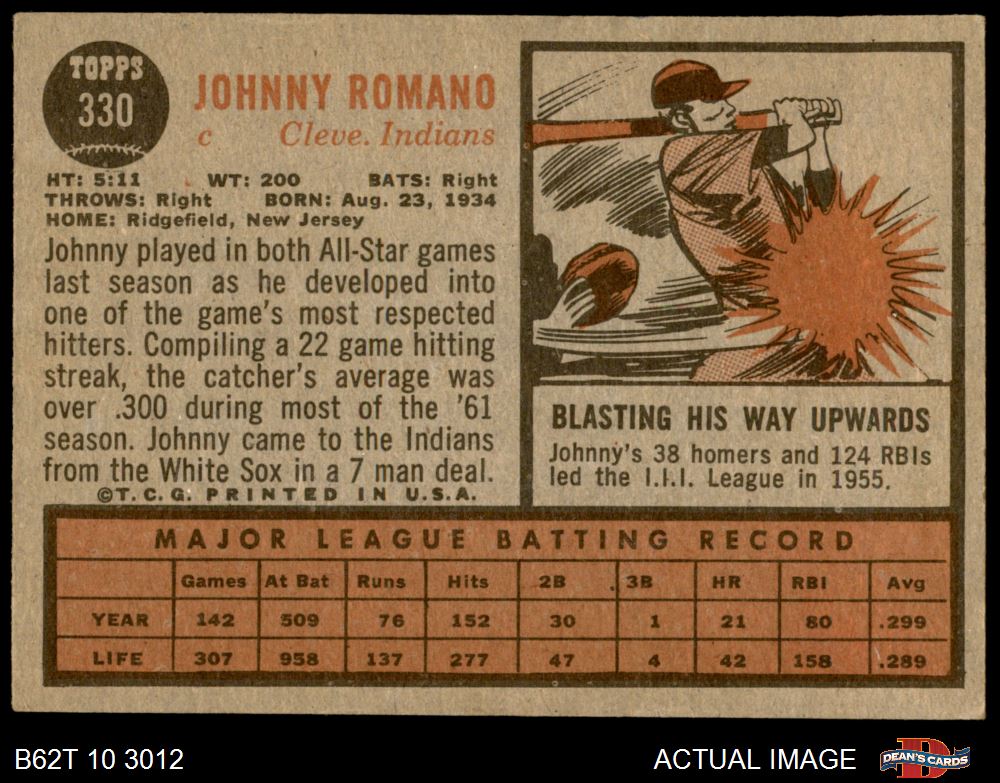 TOPPS
330
JOHNNY ROMANO
c Cleve. Indians
HT: 5:11 WT: 200 BATS: Right
THROWS: Right BORN: Aug. 23, 1934
HOME: Ridgefield, New Jersey
Johnny played in both All-Star games
last season as he developed into
one of the game's most respected
hitters. Compiling a 22 game hitting
streak, the catcher's average was
over .300 during most of the '61
season. Johnny came to the Indians
from the White Sox in a 7 man deal.
©T.C.G. PRINTED IN U.S.A.
BLASTING HIS WAY UPWARDS
Johnny's 38 homers and 124 RBIs
led the I.I.I. League in 1955.
MAJOR LEAGUE BATTING RECORD
Games At Bat Runs Hits 2B 3B HR RBI Avg
YEAR 142 509 76 152 30 1 21 80 .299
LIFE 307 958 137 277 47 4 42 158 .289
B62T 10 3012
ACTUAL IMAGE
D
DEAN'S CARDS